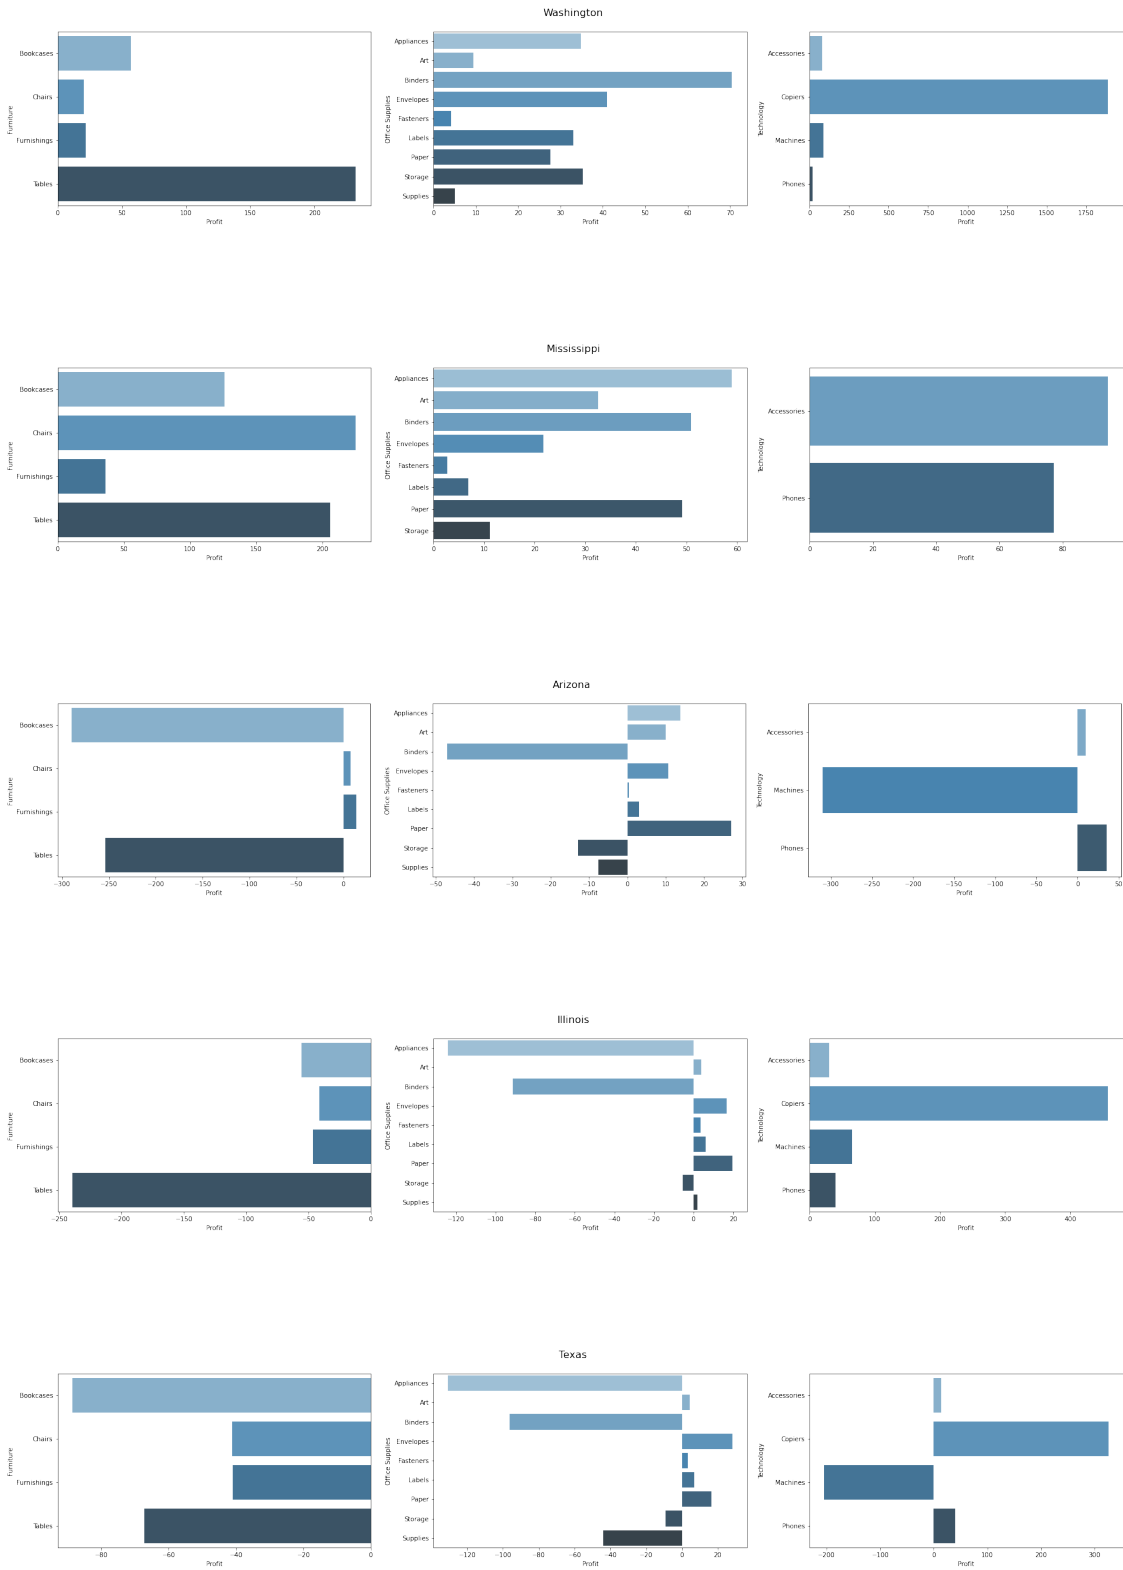 Washington
Furniture
Bookcases
Chairs
Furnishings
Tables
0 50 100 150 200
Profit
Office Supplies
Appliances
Art
Binders
Envelopes
Fasteners
Labels
Paper
Storage
Supplies
0 10 20 30 40 50 60 70
Profit
Technology
Accessories
Copiers
Machines
Phones
0 250 500 750 1000 1250 1500 1750
Profit
Mississippi
Furniture
Bookcases
Chairs
Furnishings
Tables
0 50 100 150 200
Profit
Office Supplies
Appliances
Art
Binders
Envelopes
Fasteners
Labels
Paper
Storage
0 10 20 30 40 50 60
Profit
Technology
Accessories
Phones
0 20 40 60 80
Profit
Arizona
Furniture
Bookcases
Chairs
Furnishings
Tables
−300 −250 −200 −150 −100 −50 0
Profit
Office Supplies
Appliances
Art
Binders
Envelopes
Fasteners
Labels
Paper
Storage
Supplies
−50 −40 −30 −20 −10 0 10 20 30
Profit
Technology
Accessories
Machines
Phones
−300 −250 −200 −150 −100 −50 0 50
Profit
Illinois
Furniture
Bookcases
Chairs
Furnishings
Tables
−250 −200 −150 −100 −50 0
Profit
Office Supplies
Appliances
Art
Binders
Envelopes
Fasteners
Labels
Paper
Storage
Supplies
−120 −100 −80 −60 −40 −20 0 20
Profit
Technology
Accessories
Copiers
Machines
Phones
0 100 200 300 400
Profit
Texas
Furniture
Bookcases
Chairs
Furnishings
Tables
−80 −60 −40 −20 0
Profit
Office Supplies
Appliances
Art
Binders
Envelopes
Fasteners
Labels
Paper
Storage
Supplies
−120 −100 −80 −60 −40 −20 0 20
Profit
Technology
Accessories
Copiers
Machines
Phones
−200 −100 0 100 200 300
Profit